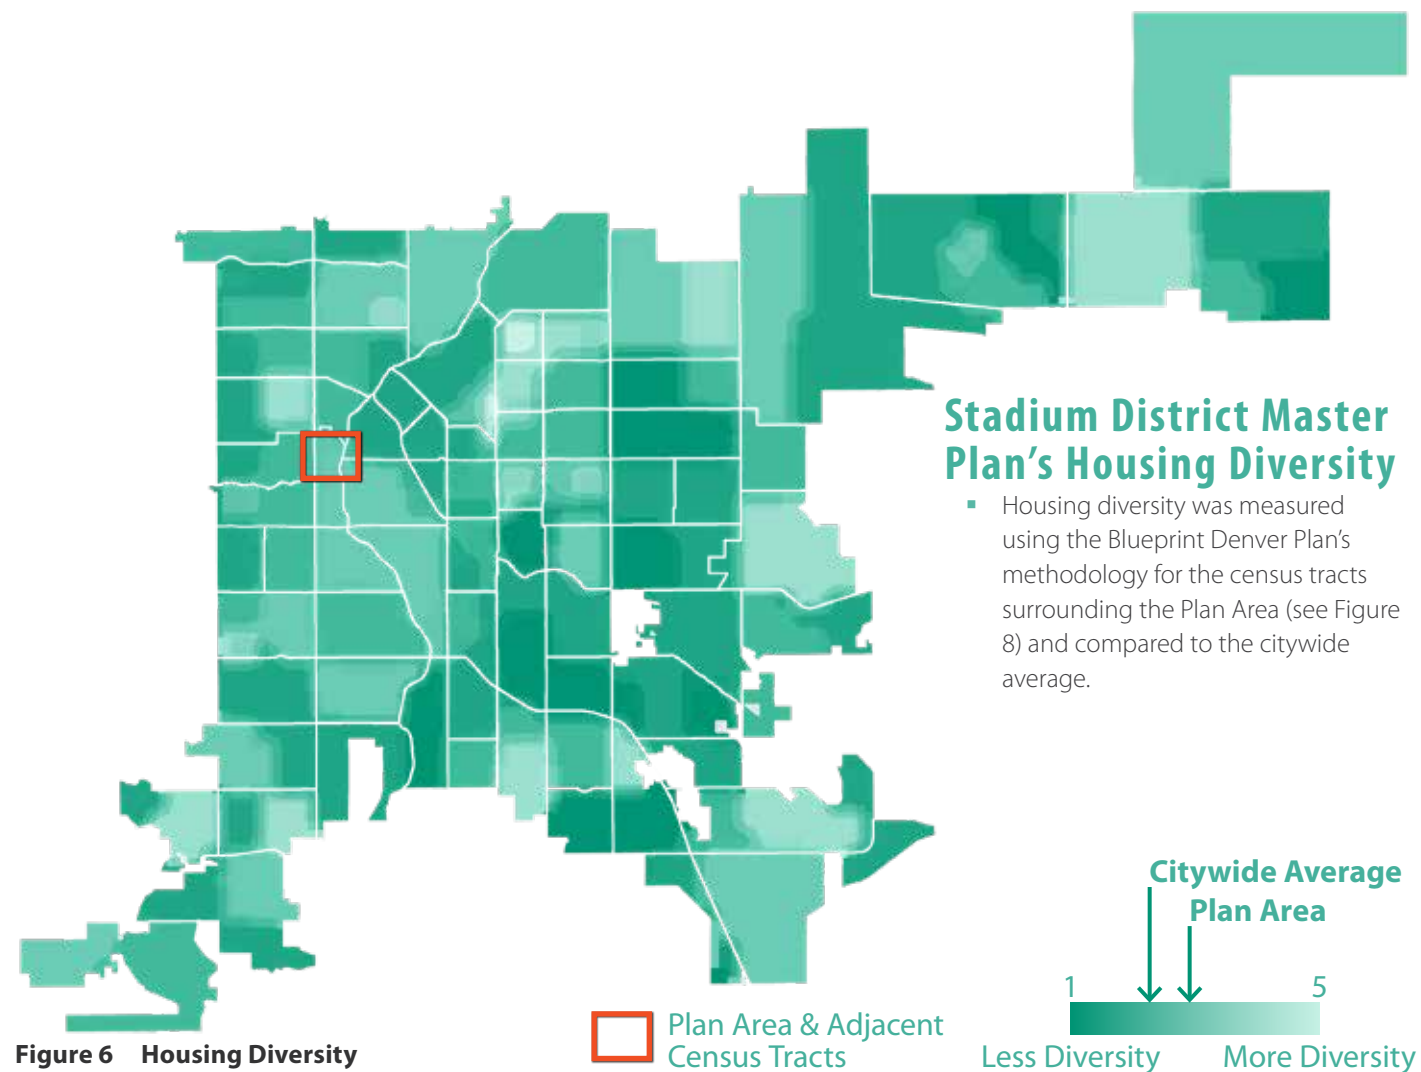 Stadium District Master
Plan’s Housing Diversity
▪ Housing diversity was measured
using the Blueprint Denver Plan’s
methodology for the census tracts
surrounding the Plan Area (see Figure
8) and compared to the citywide
average.
Citywide Average
Plan Area
1 5
Less Diversity More Diversity
Plan Area & Adjacent
Census Tracts
Figure 6 Housing Diversity